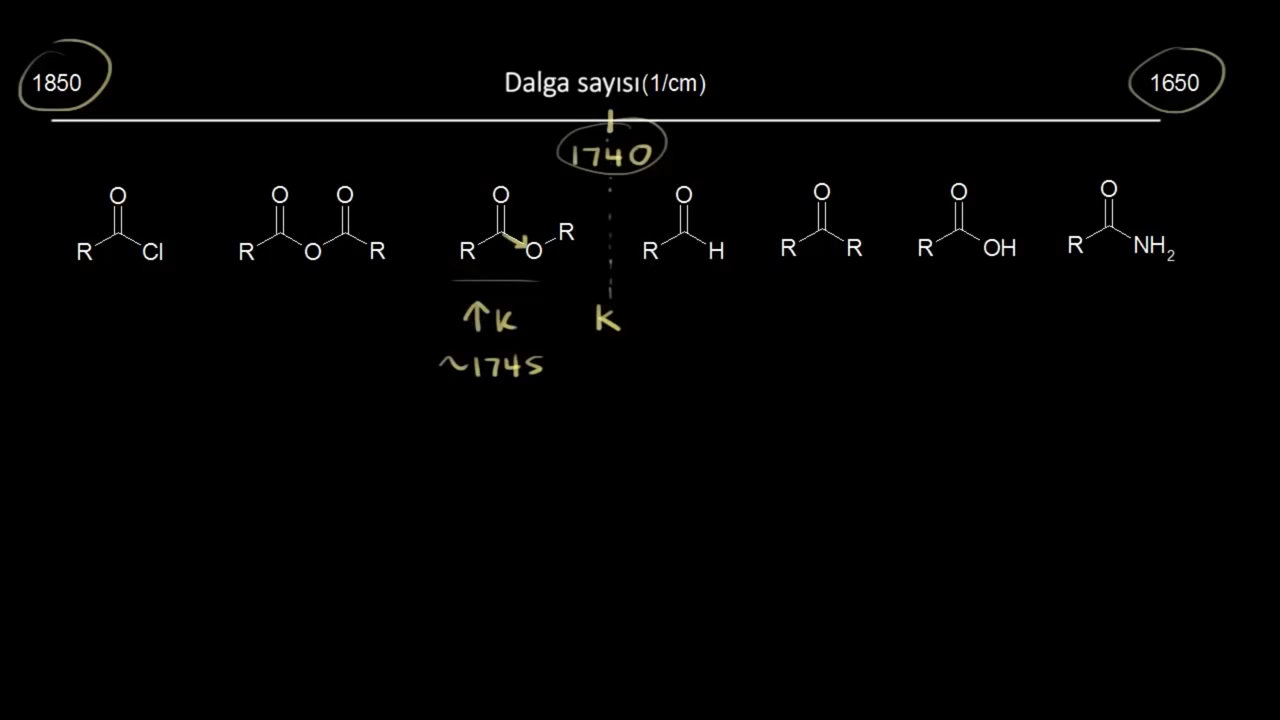 1850 Dalga sayısı(1/cm) 1650
1740
O O O O O O O O
R Cl R O R R O R R H R R R OH R NH₂
↑K K
~1745